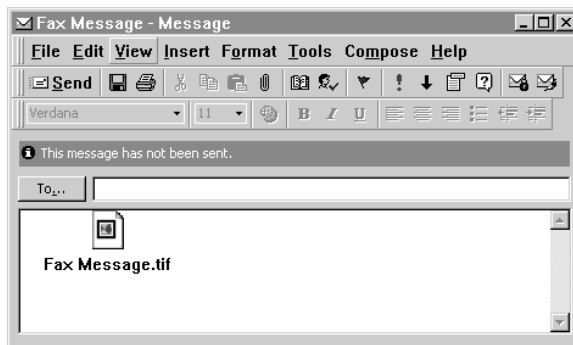 Fax Message - Message
File Edit View Insert Format Tools Compose Help
Send
Verdana 11 B I U
This message has not been sent.
To...
Fax Message.tif